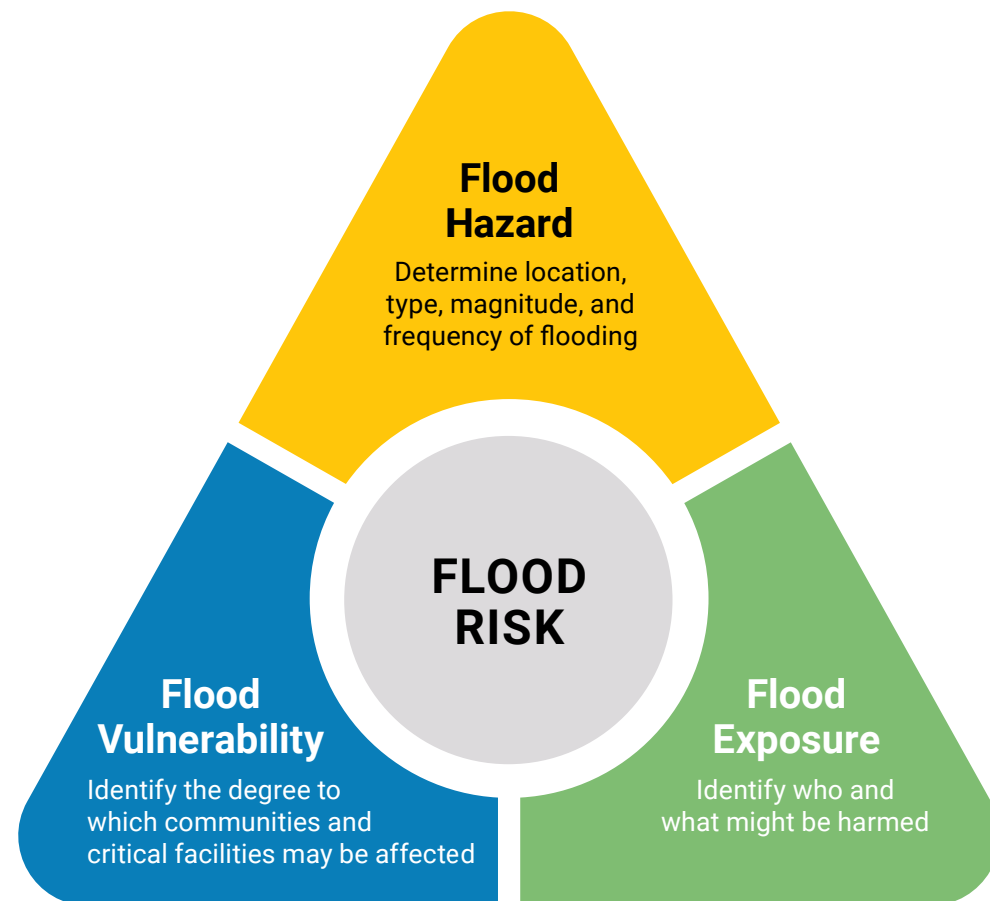 Flood
Hazard
Determine location,
type, magnitude, and
frequency of flooding
FLOOD
RISK
Flood
Vulnerability
Identify the degree to
which communities and
critical facilities may be affected
Flood
Exposure
Identify who and
what might be harmed